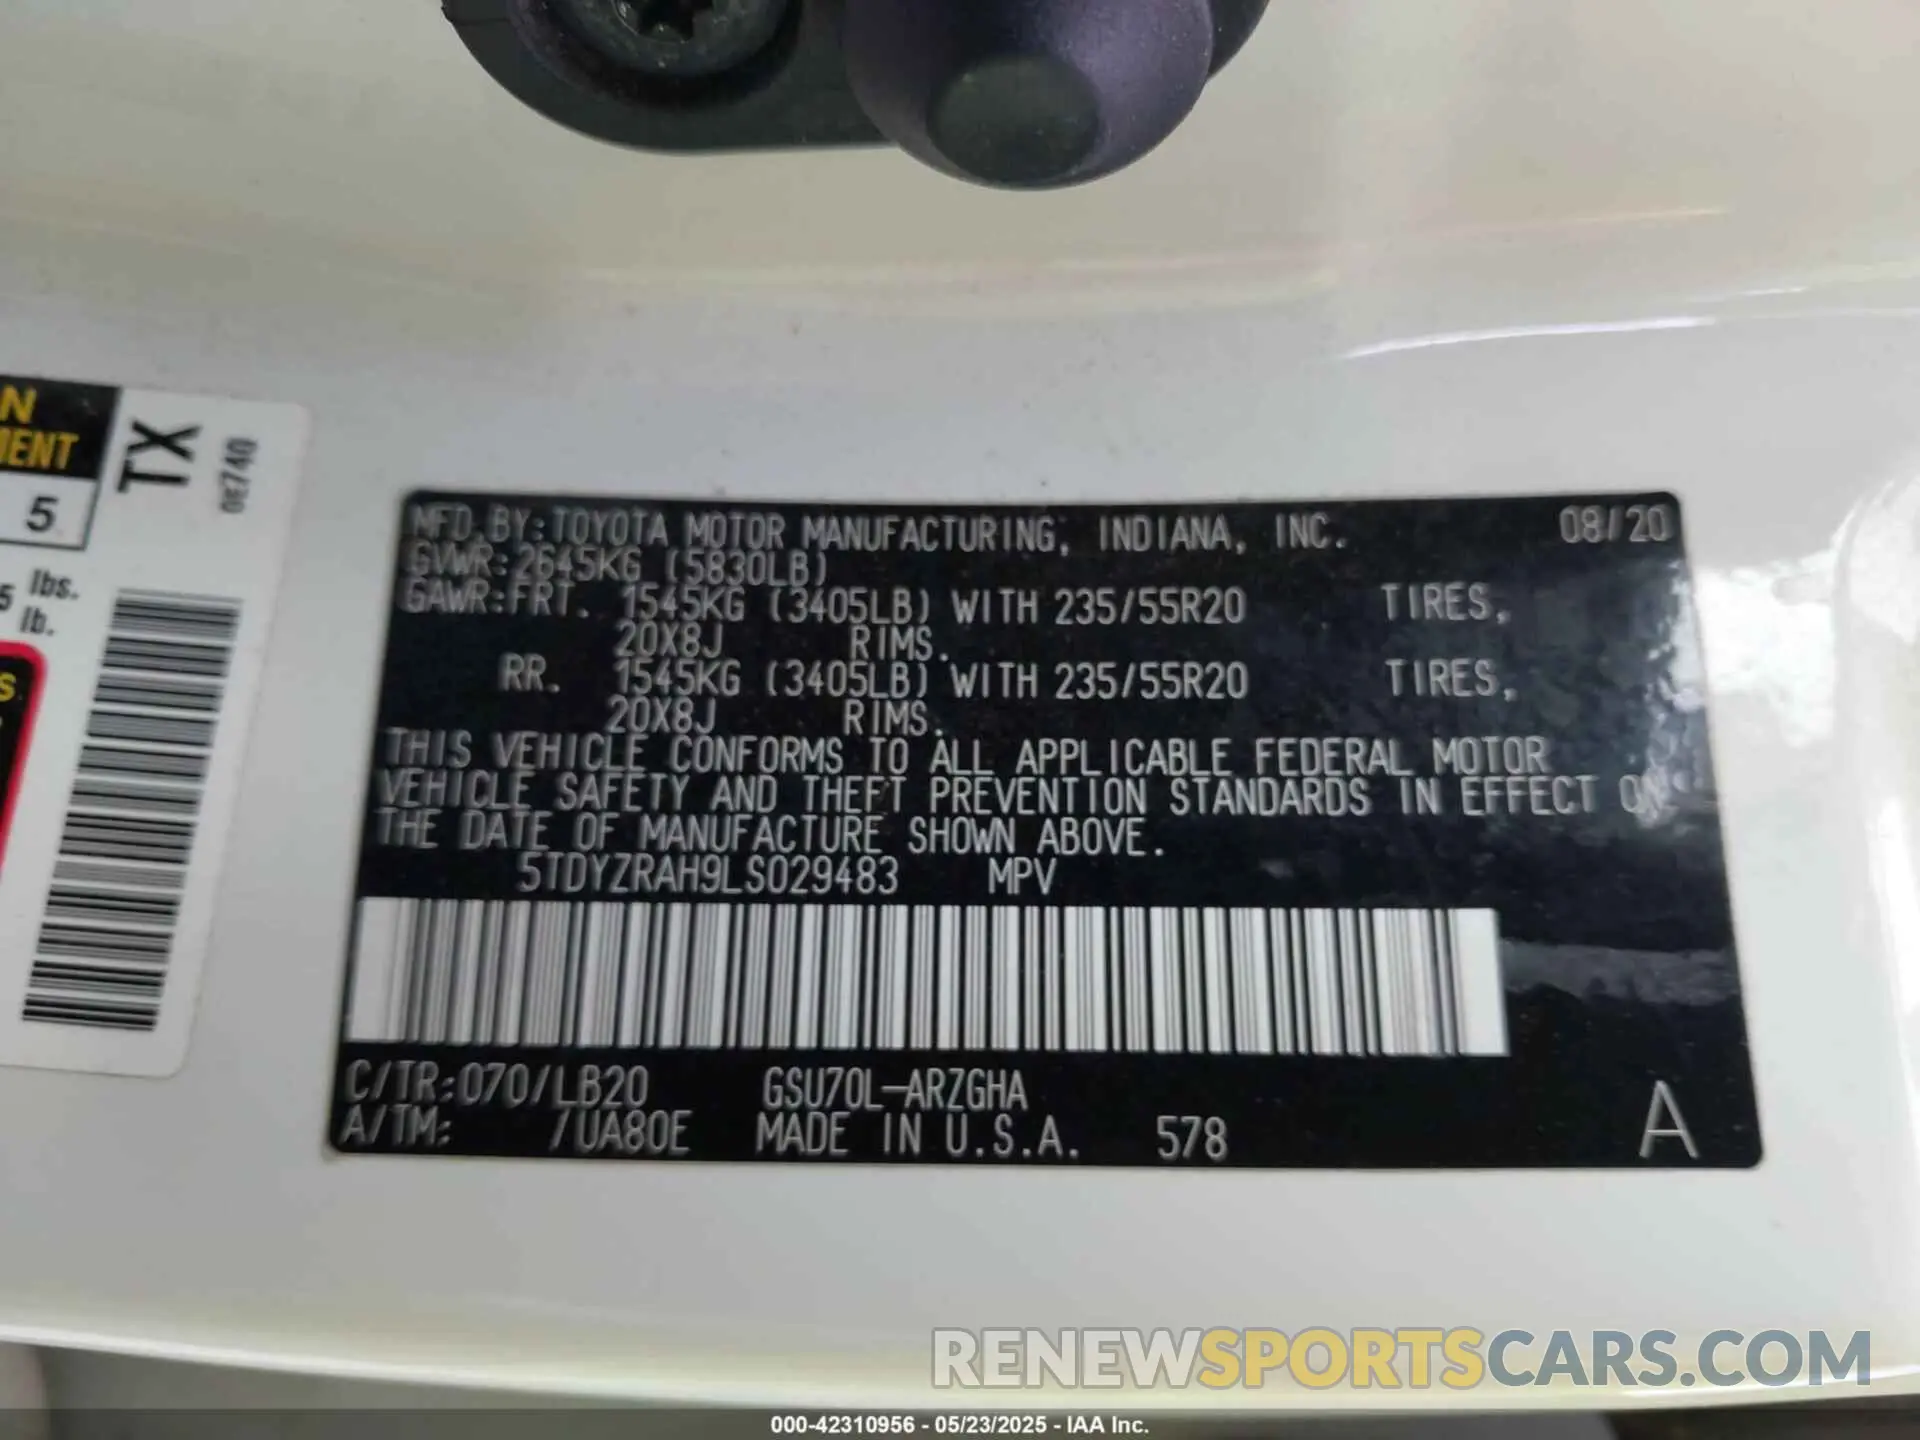 N
MENT
TX
0E740
5
5 lbs.
lb.
S
MFD.BY:TOYOTA MOTOR MANUFACTURING, INDIANA, INC. 08/20
GVWR:2645KG (5830LB)
GAWR:FRT. 1545KG (3405LB) WITH 235/55R20 TIRES,
20X8J RIMS.
RR. 1545KG (3405LB) WITH 235/55R20 TIRES,
20X8J RIMS.
THIS VEHICLE CONFORMS TO ALL APPLICABLE FEDERAL MOTOR
VEHICLE SAFETY AND THEFT PREVENTION STANDARDS IN EFFECT ON
THE DATE OF MANUFACTURE SHOWN ABOVE.
5TDYZRAH9LS029483 MPV
C/TR:070/LB20 GSU70L-ARZGHA
A/TM: /UA80E MADE IN U.S.A. 578 A
RENEWSPORTSCARS.COM
000-42310956 - 05/23/2025 - IAA Inc.